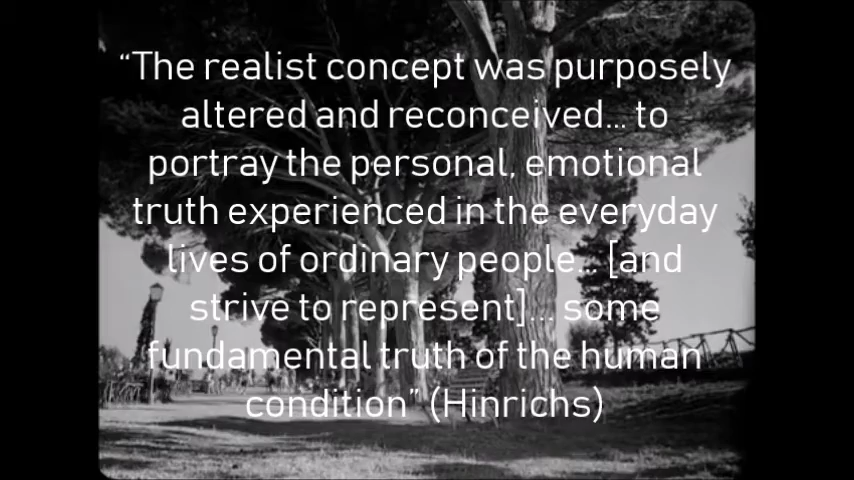 “The realist concept was purposely
altered and reconceived... to
portray the personal, emotional
truth experienced in the everyday
lives of ordinary people... [and
strive to represent]... some
fundamental truth of the human
condition” (Hinrichs)